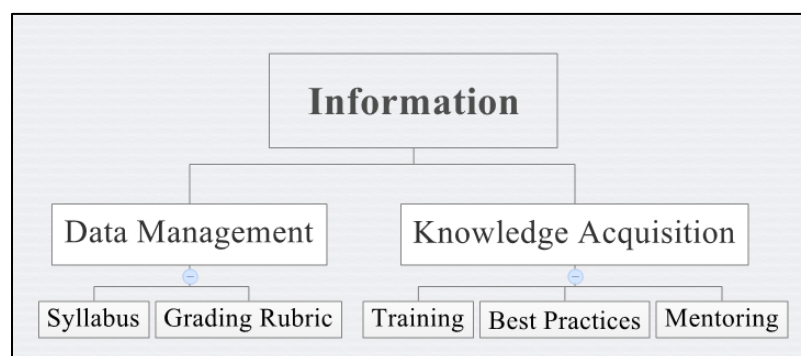 Information
Data Management
Knowledge Acquisition
Syllabus
Grading Rubric
Training
Best Practices
Mentoring